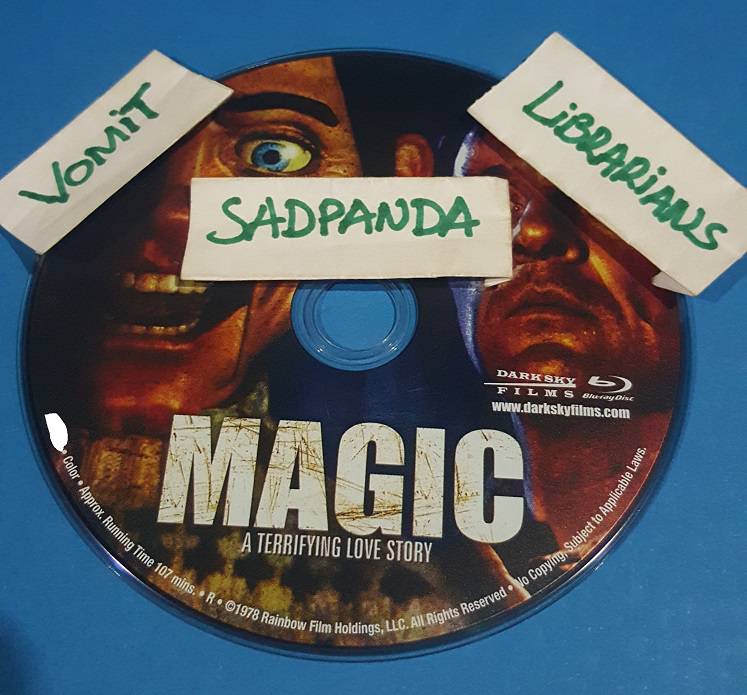 VOMIT
SADPANDA
LiBRARiANS
DARK SKY
FILMS
Blu-ray Disc
www.darkskyfilms.com
MAGIC
A TERRIFYING LOVE STORY
• Color • Approx. Running Time 107 mins. • R • ©1978 Rainbow Film Holdings, LLC. All Rights Reserved • No Copying, Subject to Applicable Laws.